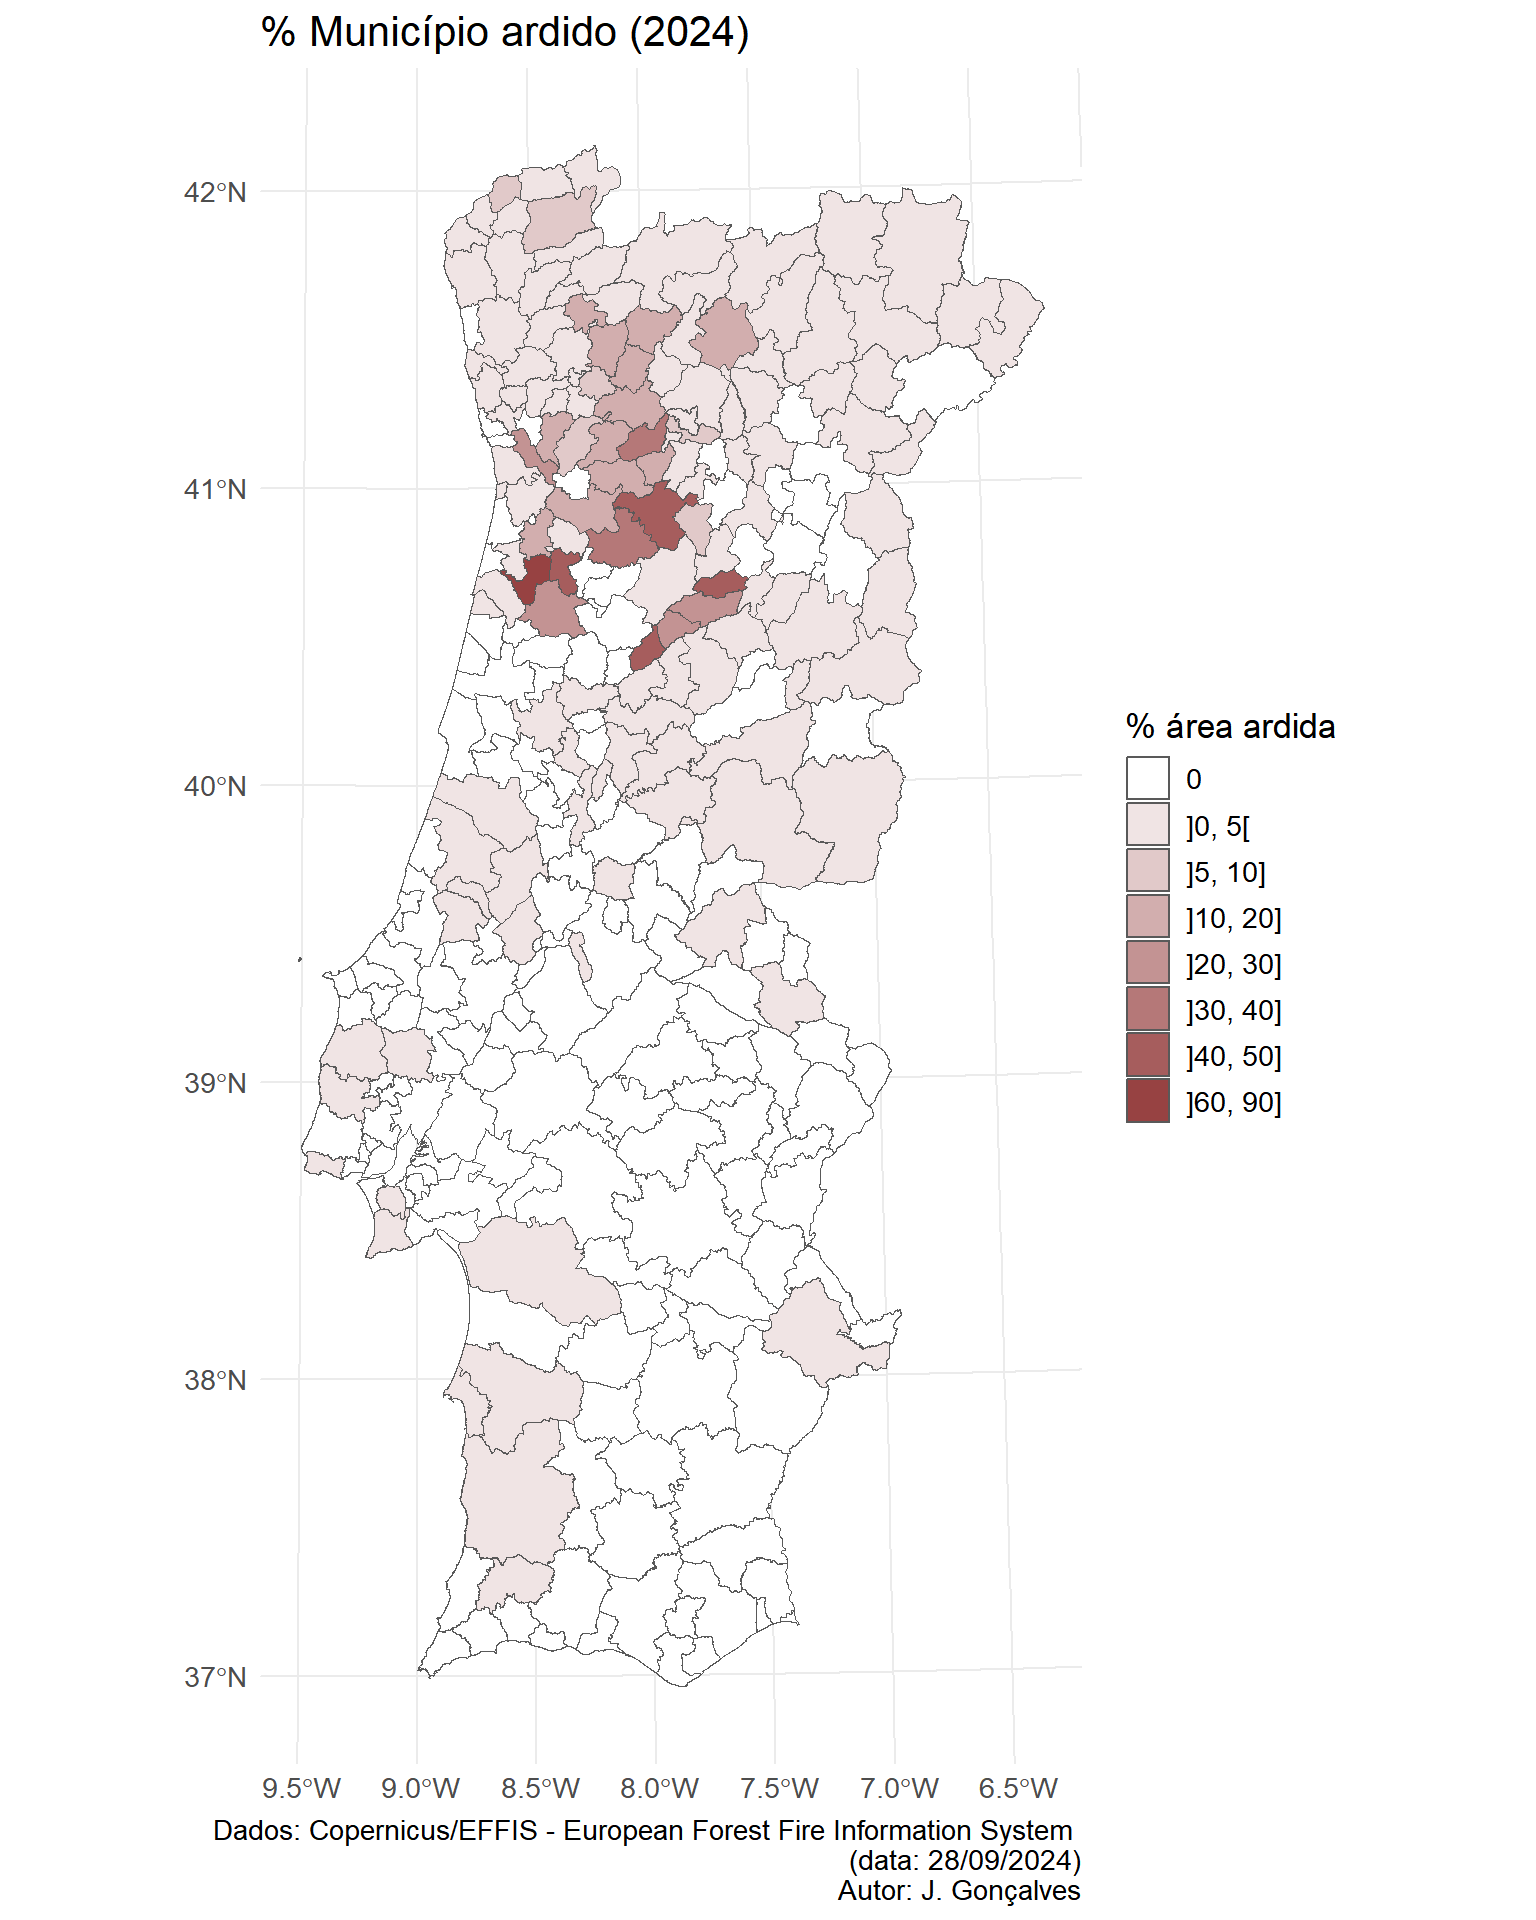 % Município ardido (2024)
42°N
41°N
40°N
39°N
38°N
37°N
9.5°W 9.0°W 8.5°W 8.0°W 7.5°W 7.0°W 6.5°W
% área ardida
0
]0, 5[
]5, 10]
]10, 20]
]20, 30]
]30, 40]
]40, 50]
]60, 90]
Dados: Copernicus/EFFIS - European Forest Fire Information System
(data: 28/09/2024)
Autor: J. Gonçalves